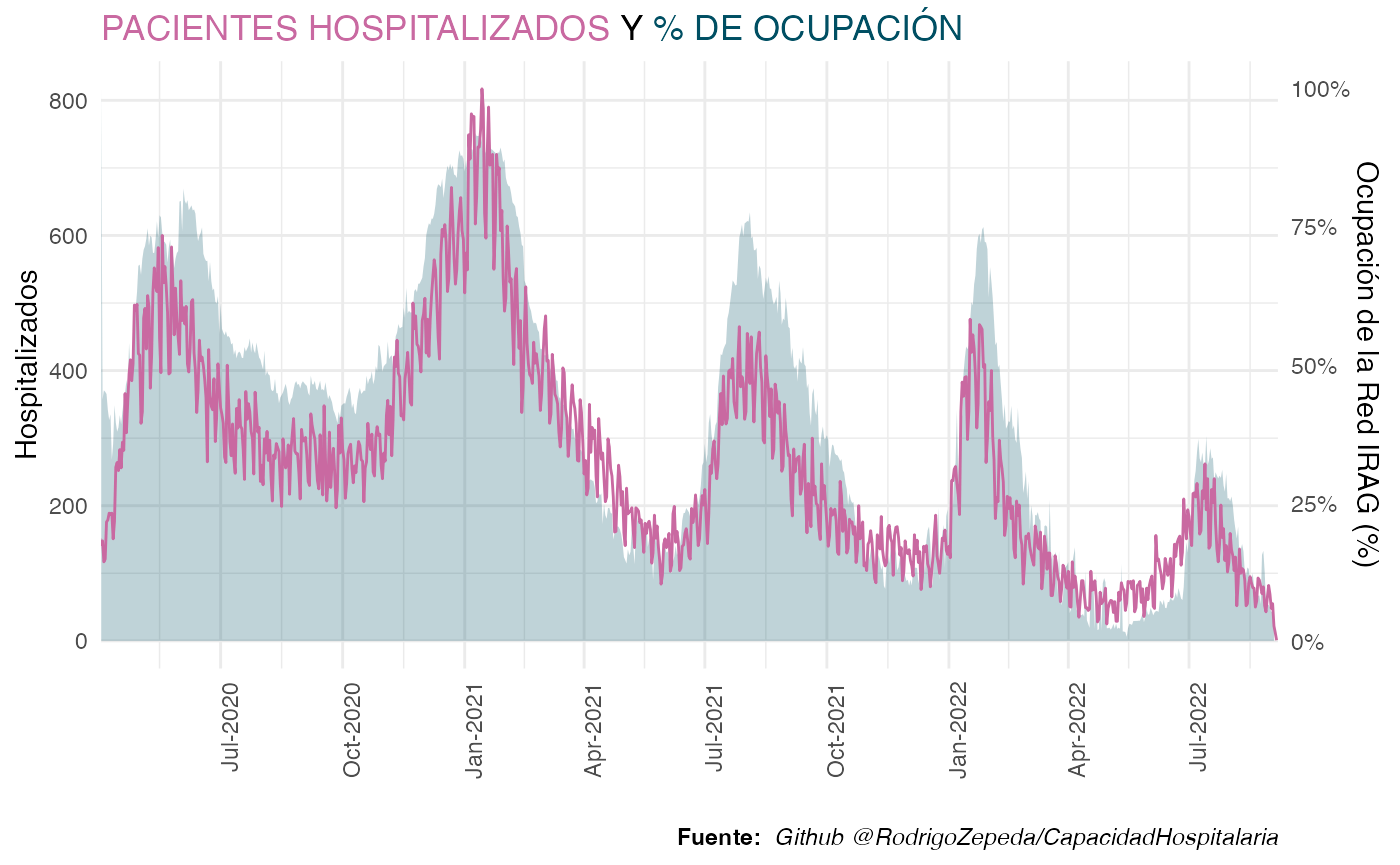 PACIENTES HOSPITALIZADOS Y % DE OCUPACIÓN
Hospitalizados
800
600
400
200
0
100%
75%
50%
25%
0%
Ocupación de la Red IRAG (%)
Jul-2020
Oct-2020
Jan-2021
Apr-2021
Jul-2021
Oct-2021
Jan-2022
Apr-2022
Jul-2022
Fuente: Github @RodrigoZepeda/CapacidadHospitalaria